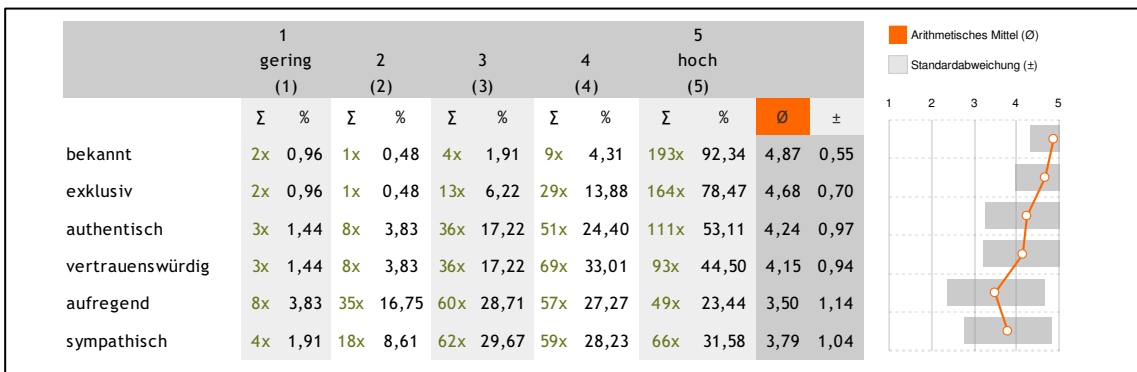 1 5
gering 2 3 4 hoch
(1) (2) (3) (4) (5)
Σ % Σ % Σ % Σ % Σ % Ø ±
bekannt 2x 0,96 1x 0,48 4x 1,91 9x 4,31 193x 92,34 4,87 0,55
exklusiv 2x 0,96 1x 0,48 13x 6,22 29x 13,88 164x 78,47 4,68 0,70
authentisch 3x 1,44 8x 3,83 36x 17,22 51x 24,40 111x 53,11 4,24 0,97
vertrauenswürdig 3x 1,44 8x 3,83 36x 17,22 69x 33,01 93x 44,50 4,15 0,94
aufregend 8x 3,83 35x 16,75 60x 28,71 57x 27,27 49x 23,44 3,50 1,14
sympathisch 4x 1,91 18x 8,61 62x 29,67 59x 28,23 66x 31,58 3,79 1,04
Arithmetisches Mittel (Ø)
Standardabweichung (±)
1 2 3 4 5